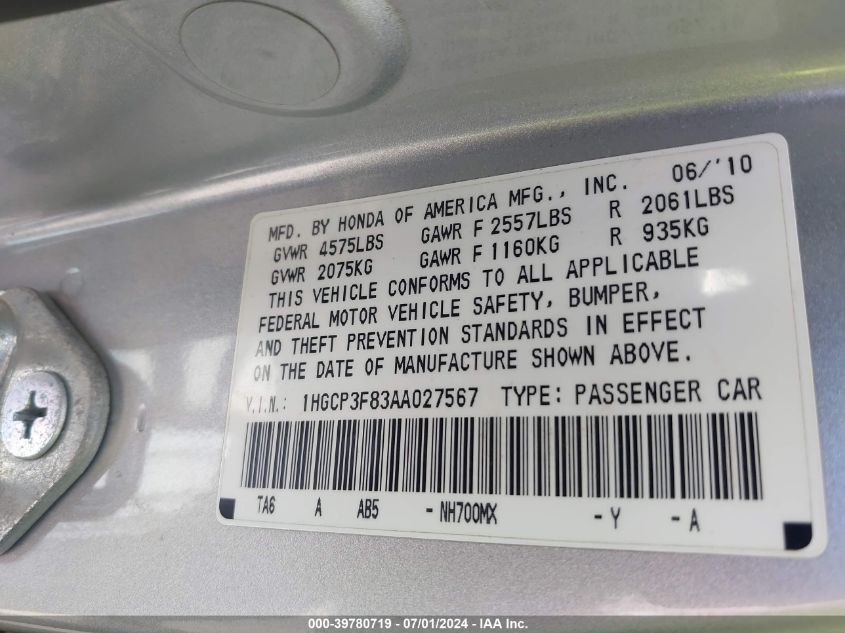 MFD. BY HONDA OF AMERICA MFG., INC. 06/'10
GVWR 4575LBS GAWR F 2557LBS R 2061LBS
GVWR 2075KG GAWR F 1160KG R 935KG
THIS VEHICLE CONFORMS TO ALL APPLICABLE
FEDERAL MOTOR VEHICLE SAFETY, BUMPER,
AND THEFT PREVENTION STANDARDS IN EFFECT
ON THE DATE OF MANUFACTURE SHOWN ABOVE.
V.I.N.: 1HGCP3F83AA027567 TYPE: PASSENGER CAR
TA6 A AB5 - NH700MX - Y - A
000-39780719 / 07/01/2024 - IAA Inc.